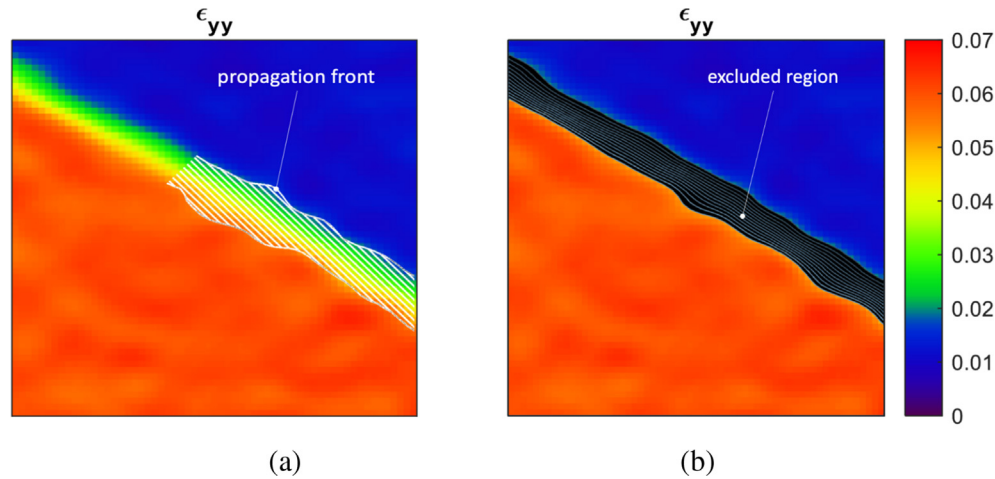 ϵyy
propagation front
(a)
ϵyy
excluded region
(b)
0.07
0.06
0.05
0.04
0.03
0.02
0.01
0